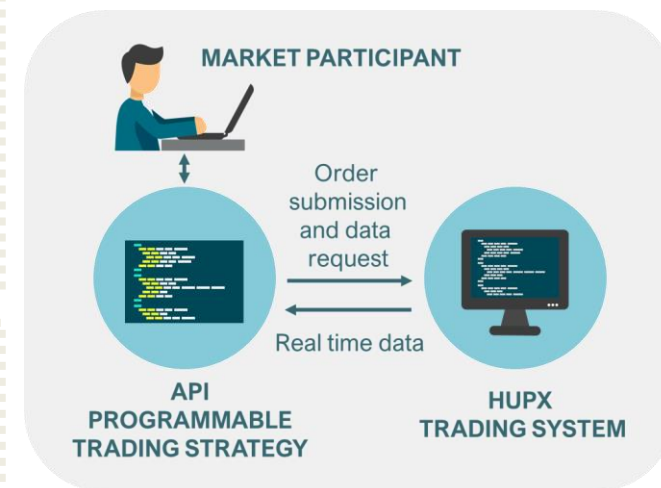 MARKET PARTICIPANT
Order
submission
and data
request
Real time data
API
PROGRAMMABLE
TRADING STRATEGY
HUPX
TRADING SYSTEM